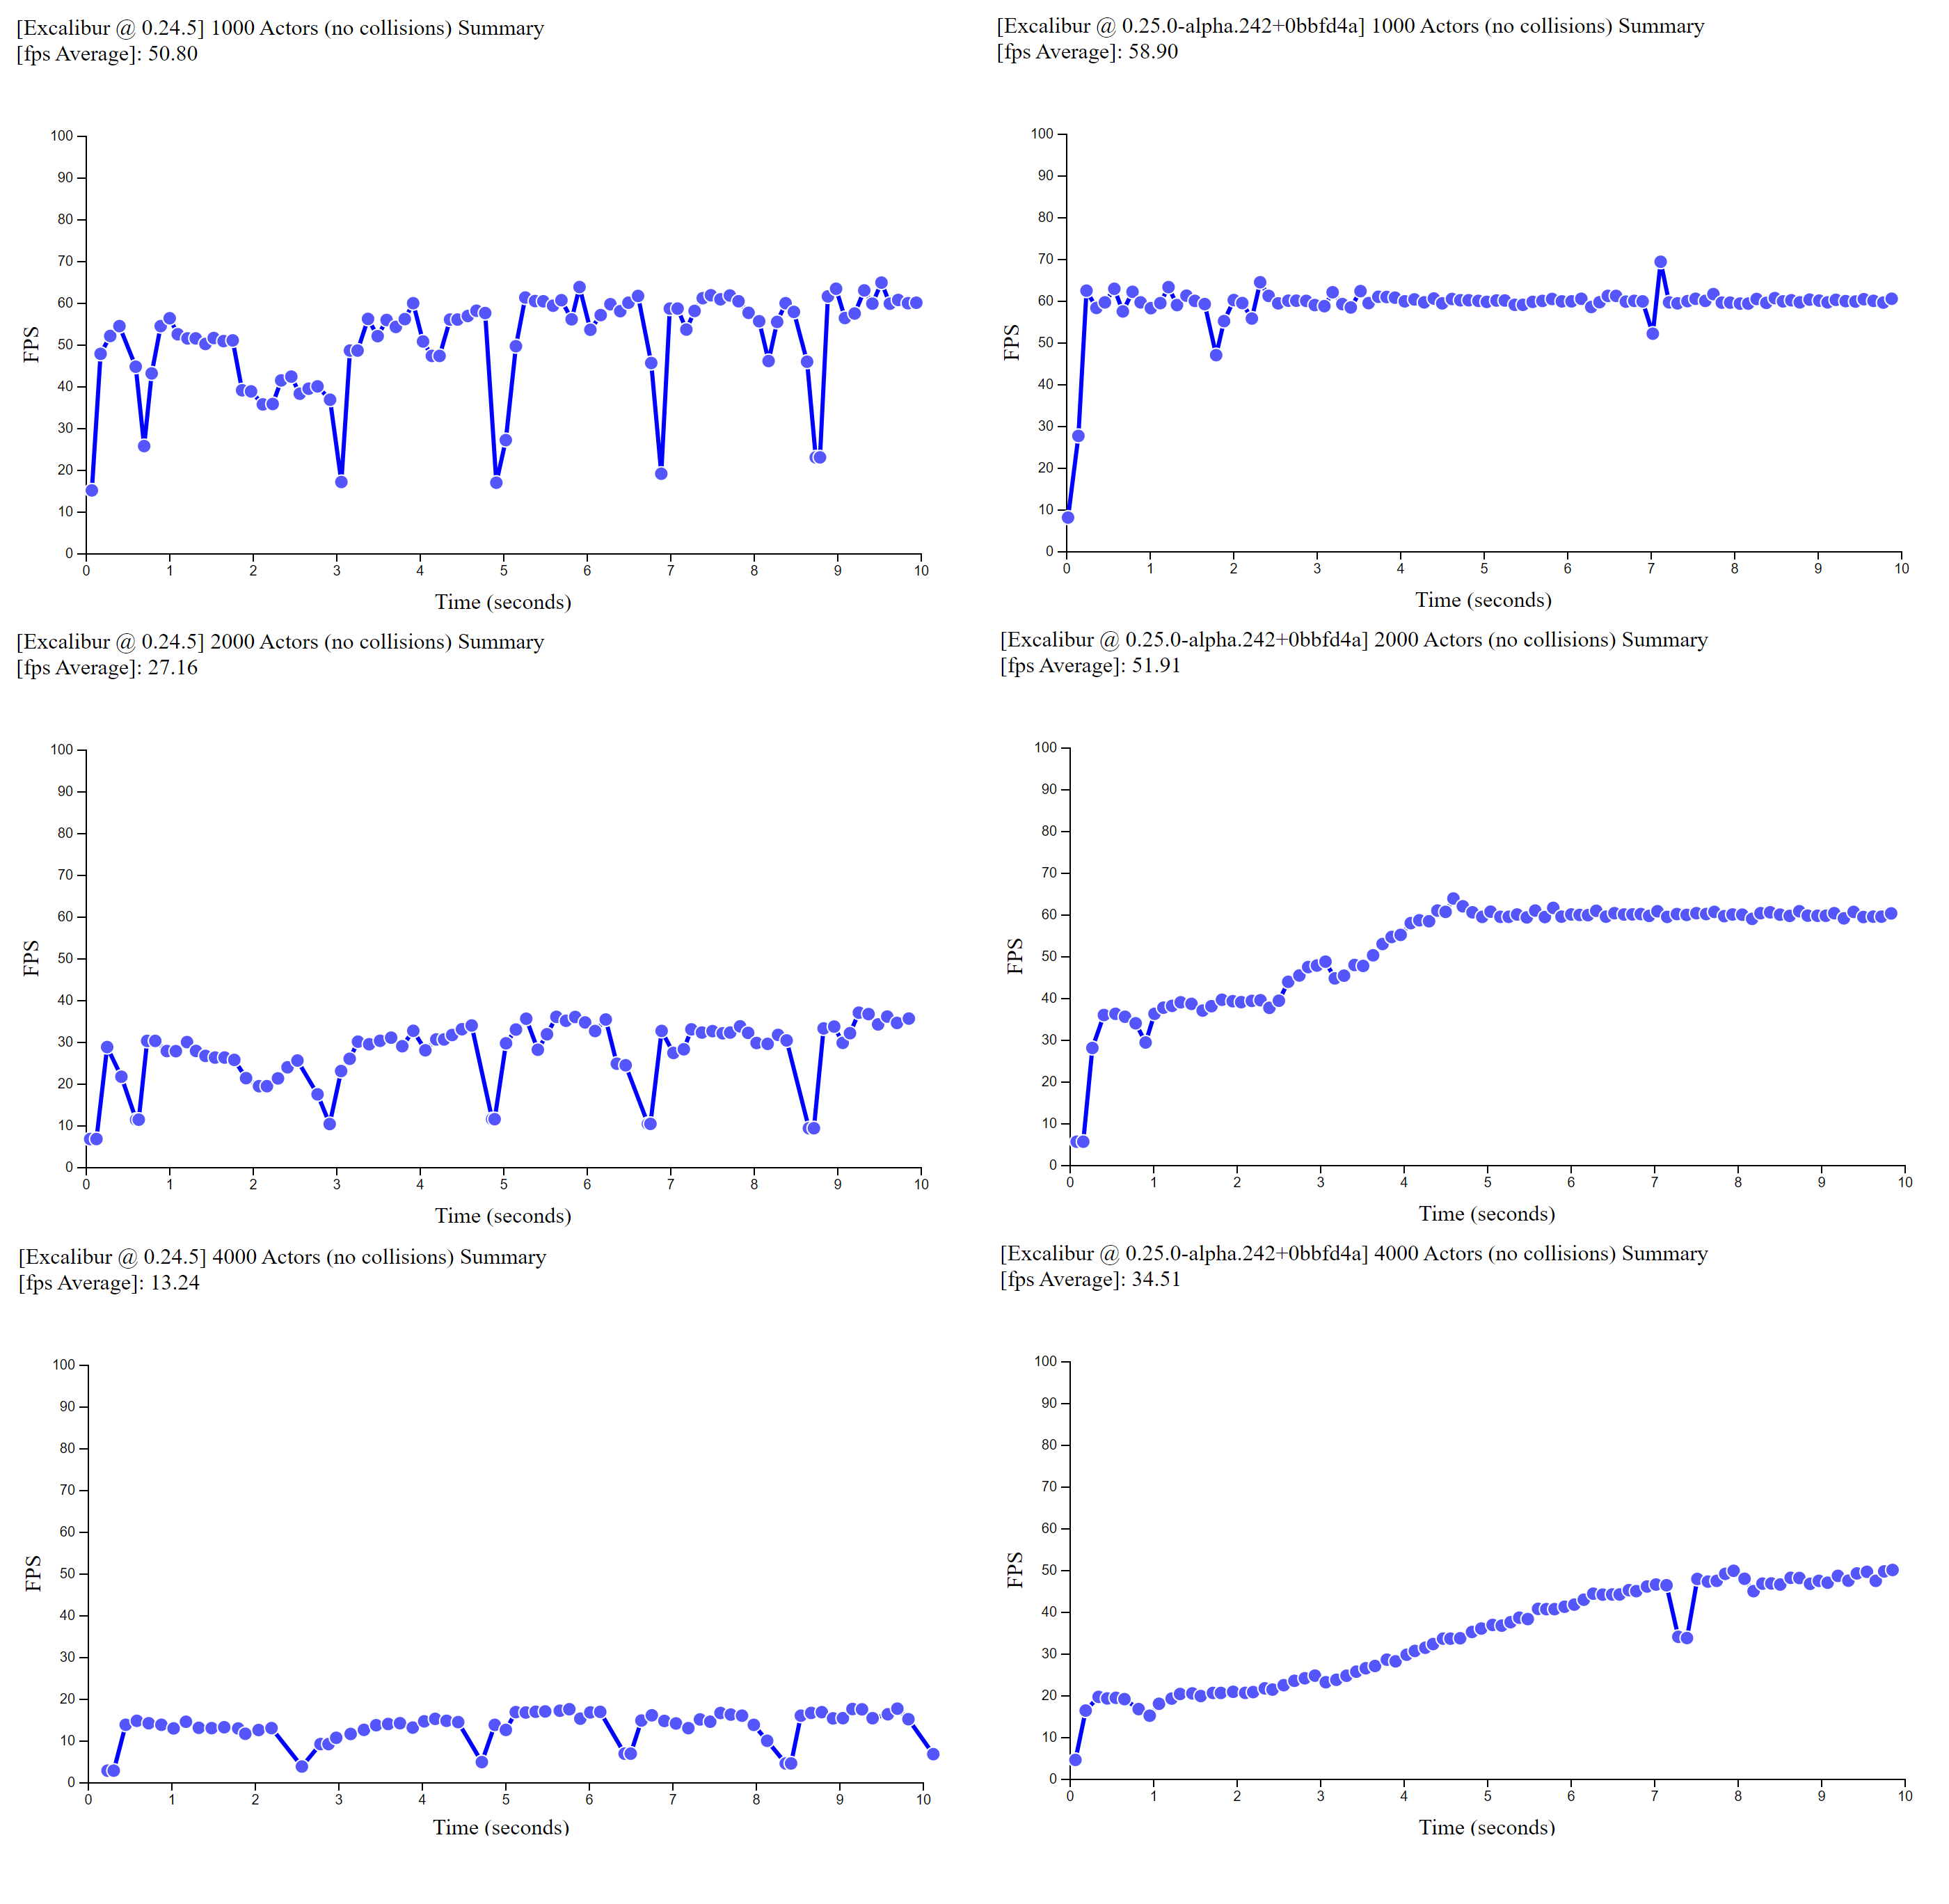 [Excalibur @ 0.24.5] 1000 Actors (no collisions) Summary
[fps Average]: 50.80
100
90
80
70
60
50
40
30
20
10
0
FPS
0 1 2 3 4 5 6 7 8 9 10
Time (seconds)
[Excalibur @ 0.25.0-alpha.242+0bbfd4a] 1000 Actors (no collisions) Summary
[fps Average]: 58.90
100
90
80
70
60
50
40
30
20
10
0
FPS
0 1 2 3 4 5 6 7 8 9 10
Time (seconds)
[Excalibur @ 0.24.5] 2000 Actors (no collisions) Summary
[fps Average]: 27.16
100
90
80
70
60
50
40
30
20
10
0
FPS
0 1 2 3 4 5 6 7 8 9 10
Time (seconds)
[Excalibur @ 0.25.0-alpha.242+0bbfd4a] 2000 Actors (no collisions) Summary
[fps Average]: 51.91
100
90
80
70
60
50
40
30
20
10
0
FPS
0 1 2 3 4 5 6 7 8 9 10
Time (seconds)
[Excalibur @ 0.24.5] 4000 Actors (no collisions) Summary
[fps Average]: 13.24
100
90
80
70
60
50
40
30
20
10
0
FPS
0 1 2 3 4 5 6 7 8 9 10
Time (seconds)
[Excalibur @ 0.25.0-alpha.242+0bbfd4a] 4000 Actors (no collisions) Summary
[fps Average]: 34.51
100
90
80
70
60
50
40
30
20
10
0
FPS
0 1 2 3 4 5 6 7 8 9 10
Time (seconds)